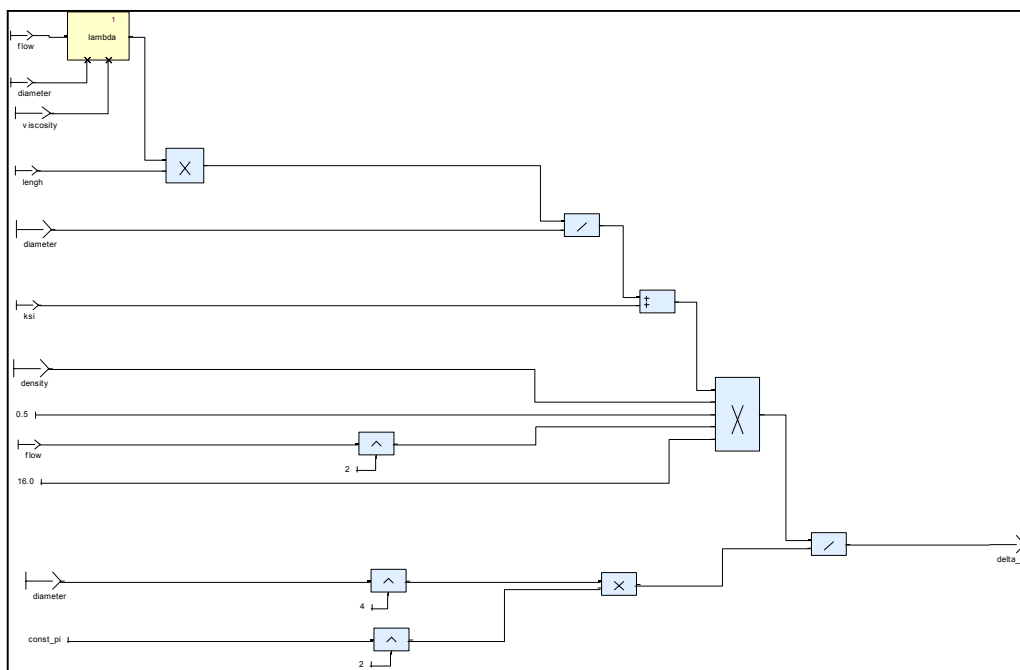 1
lambda
flow
diameter
viscosity
X
lengh
/
diameter
+
+
ksi
density
X
0.5
^
flow
2
16.0
/
delta_
^
X
diameter
4
const_pi
^
2